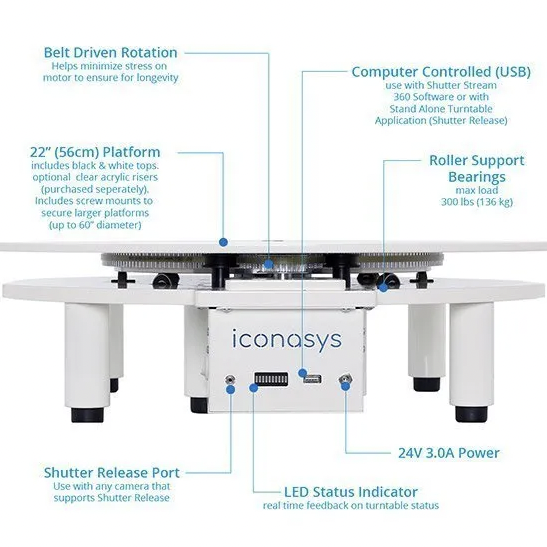 Belt Driven Rotation
Helps minimize stress on
motor to ensure for longevity
Computer Controlled (USB)
use with Shutter Stream
360 Software or with
Stand Alone Turntable
Application (Shutter Release)
22” (56cm) Platform
includes black & white tops.
optional clear acrylic risers
(purchased seperately).
Includes screw mounts to
secure larger platforms
(up to 60” diameter)
Roller Support
Bearings
max load
300 lbs (136 kg)
iconasys
24V 3.0A Power
Shutter Release Port
Use with any camera that
supports Shutter Release
LED Status Indicator
real time feedback on turntable status